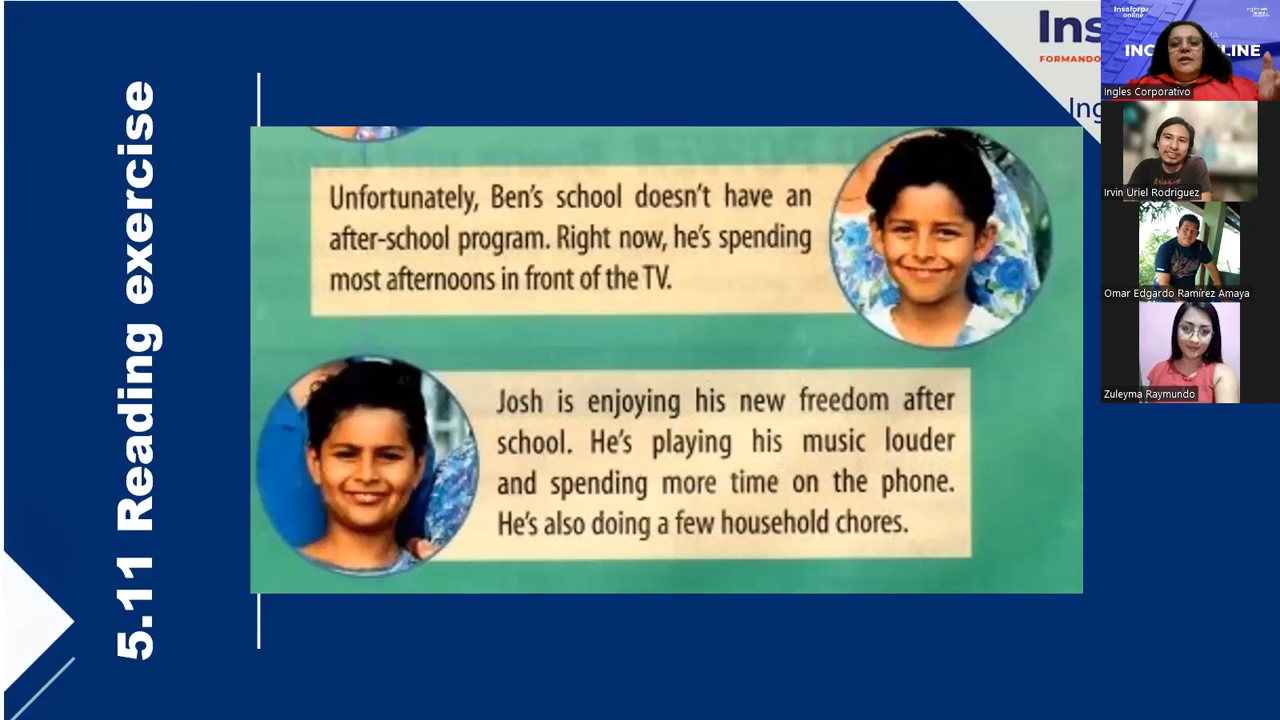 5.11 Reading exercise
Unfortunately, Ben's school doesn't have an
after-school program. Right now, he's spending
most afternoons in front of the TV.
Josh is enjoying his new freedom after
school. He's playing his music louder
and spending more time on the phone.
He's also doing a few household chores.
Ins
FORMANDO
Ing
Insaforp
online
INC LINE
Ingles Corporativo
Irvin Uriel Rodriguez
Omar Edgardo Ramírez Amaya
Zuleyma Raymundo